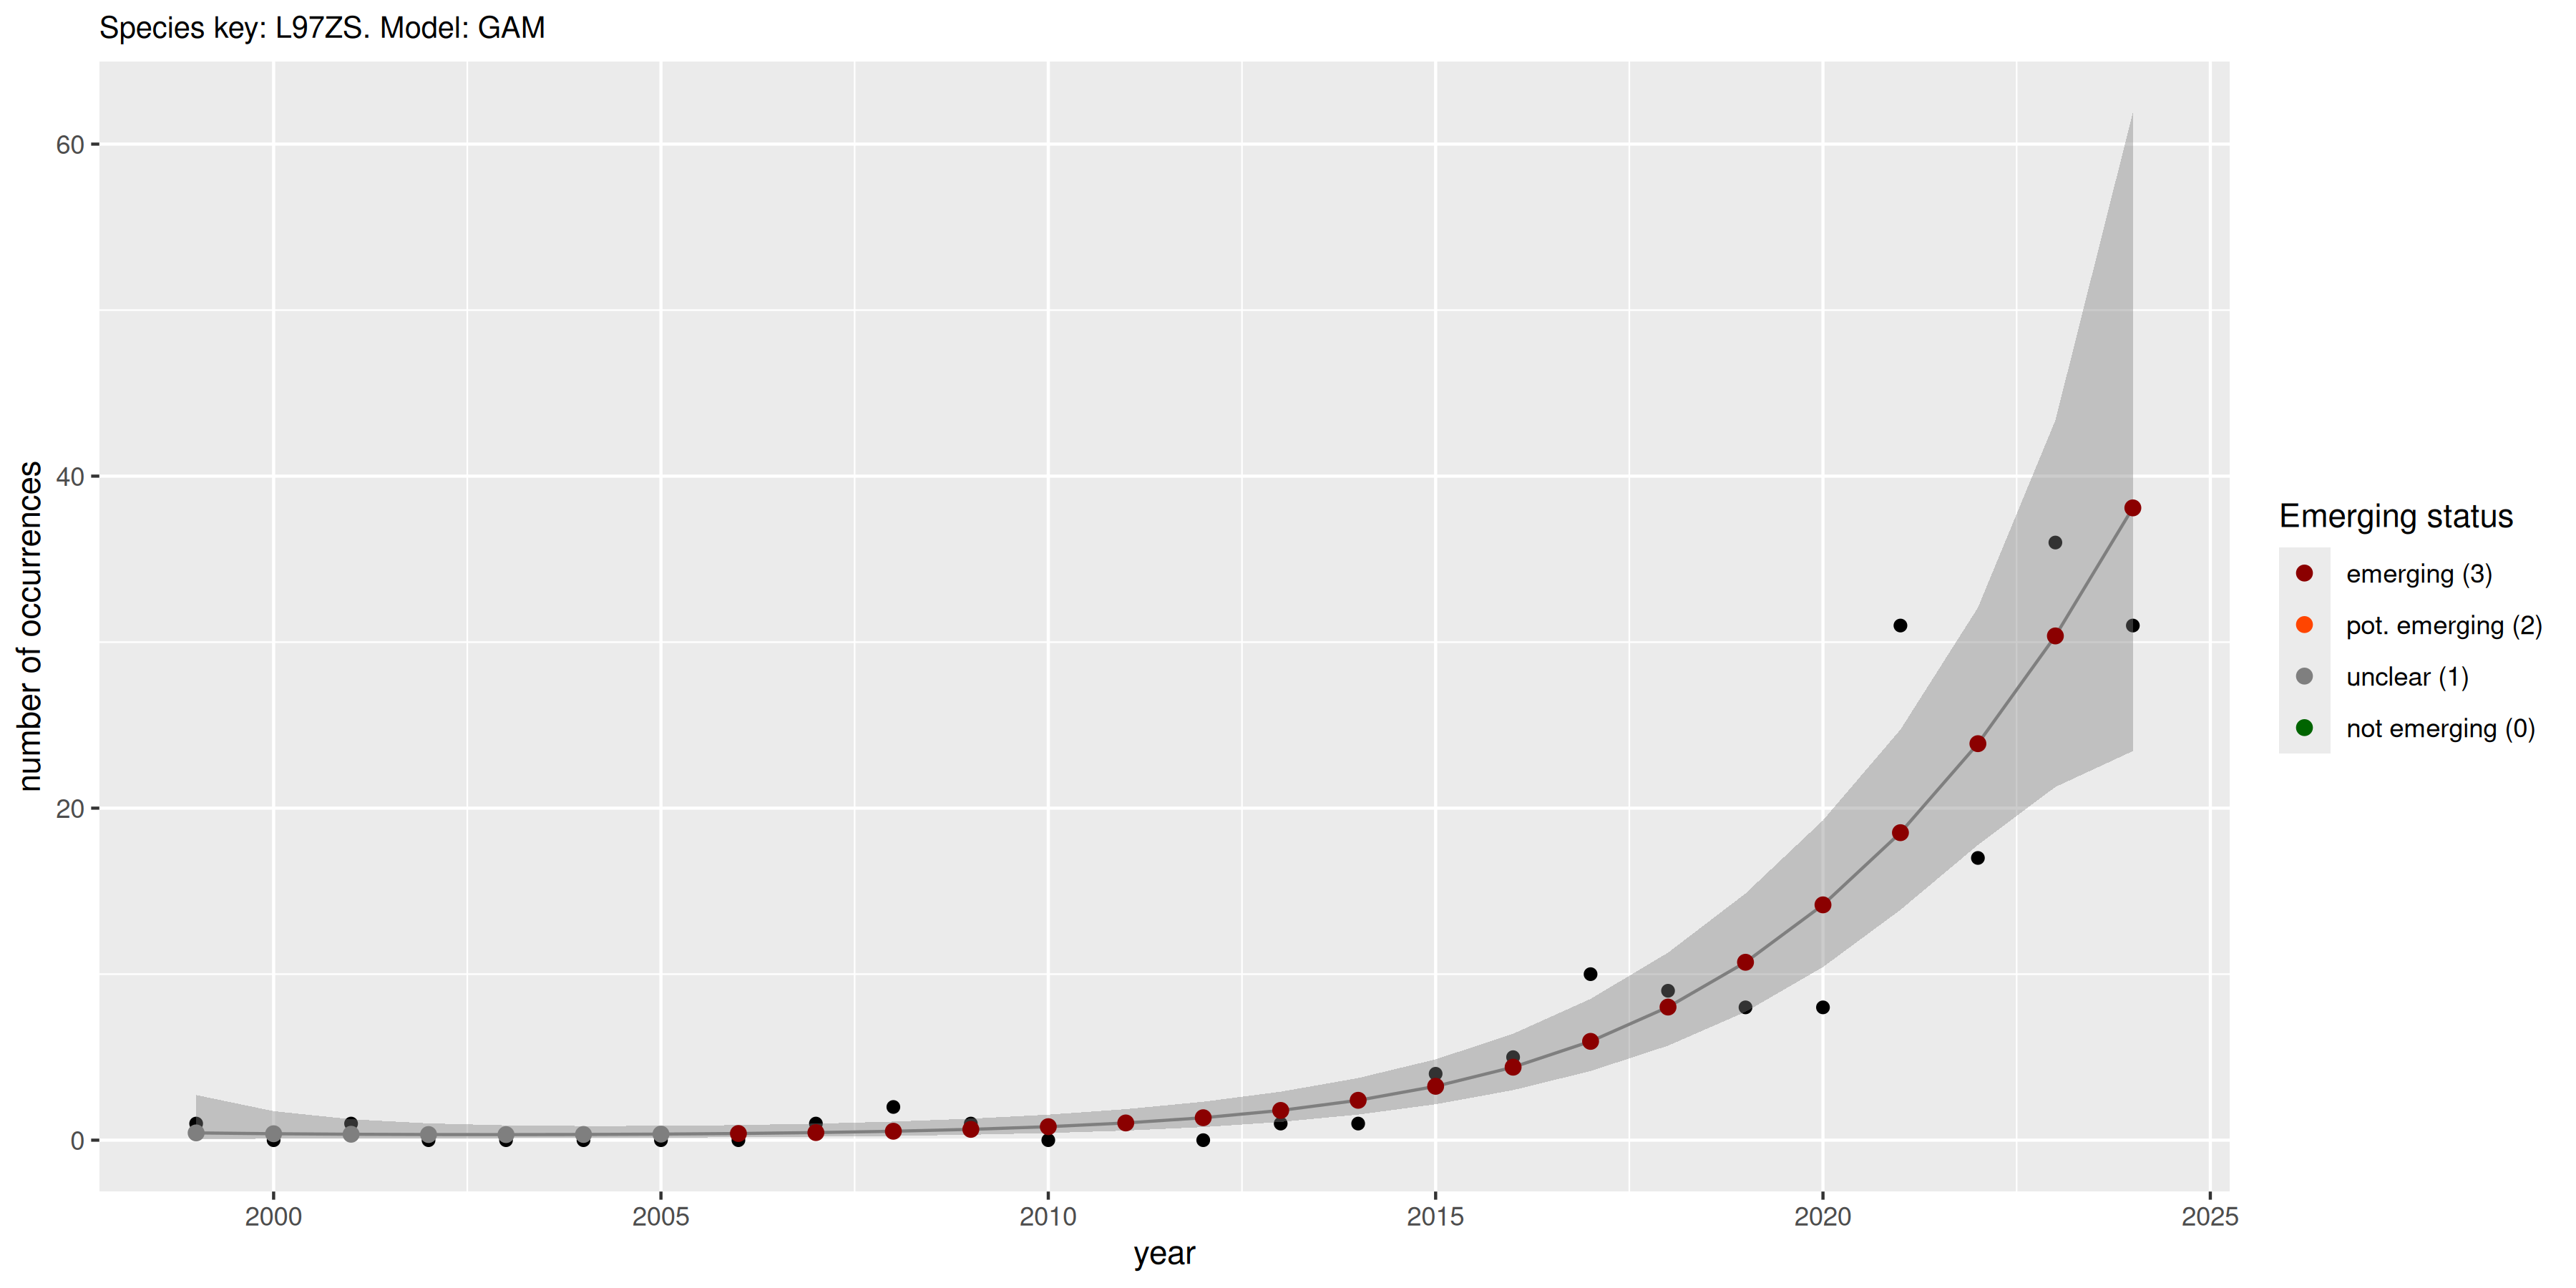 Species key: L97ZS. Model: GAM
60
40
20
0
number of occurrences
2000 2005 2010 2015 2020 2025
year
Emerging status
emerging (3)
pot. emerging (2)
unclear (1)
not emerging (0)